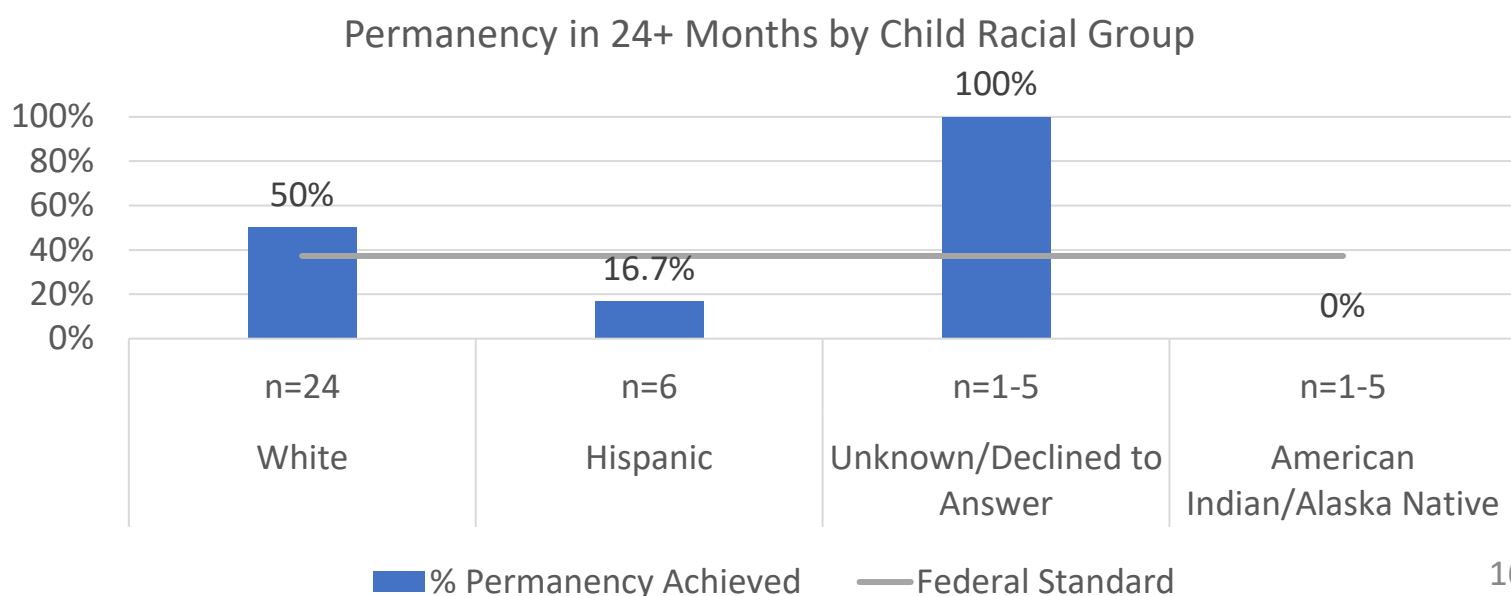 Permanency in 24+ Months by Child Racial Group
100%
100%
80%
60%
40%
20%
0%
50%
16.7%
0%
n=24
n=6
n=1-5
n=1-5
White
Hispanic
Unknown/Declined to
Answer
American
Indian/Alaska Native
% Permanency Achieved
Federal Standard